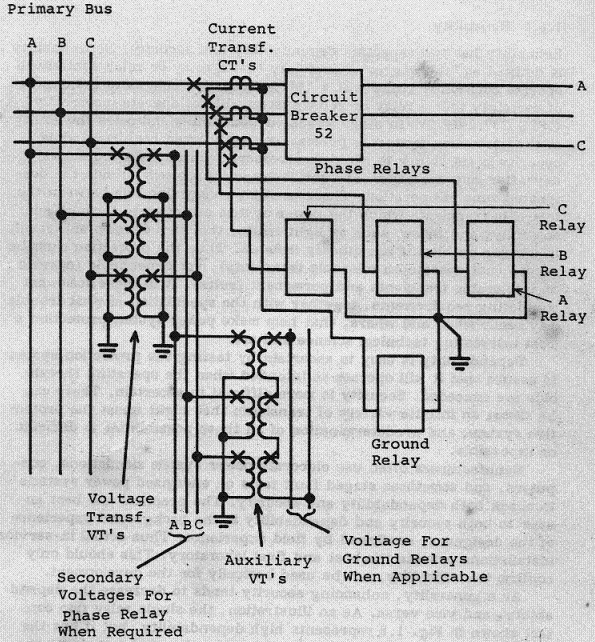 Primary Bus
A B C
Current
Transf.
CT's
Circuit
Breaker
52
A
C
Phase Relays
C
Relay
B
Relay
A
Relay
Ground
Relay
Voltage
Transf.
VT's
A B C
Auxiliary
VT's
Voltage For
Ground Relays
When Applicable
Secondary
Voltages For
Phase Relay
When Required